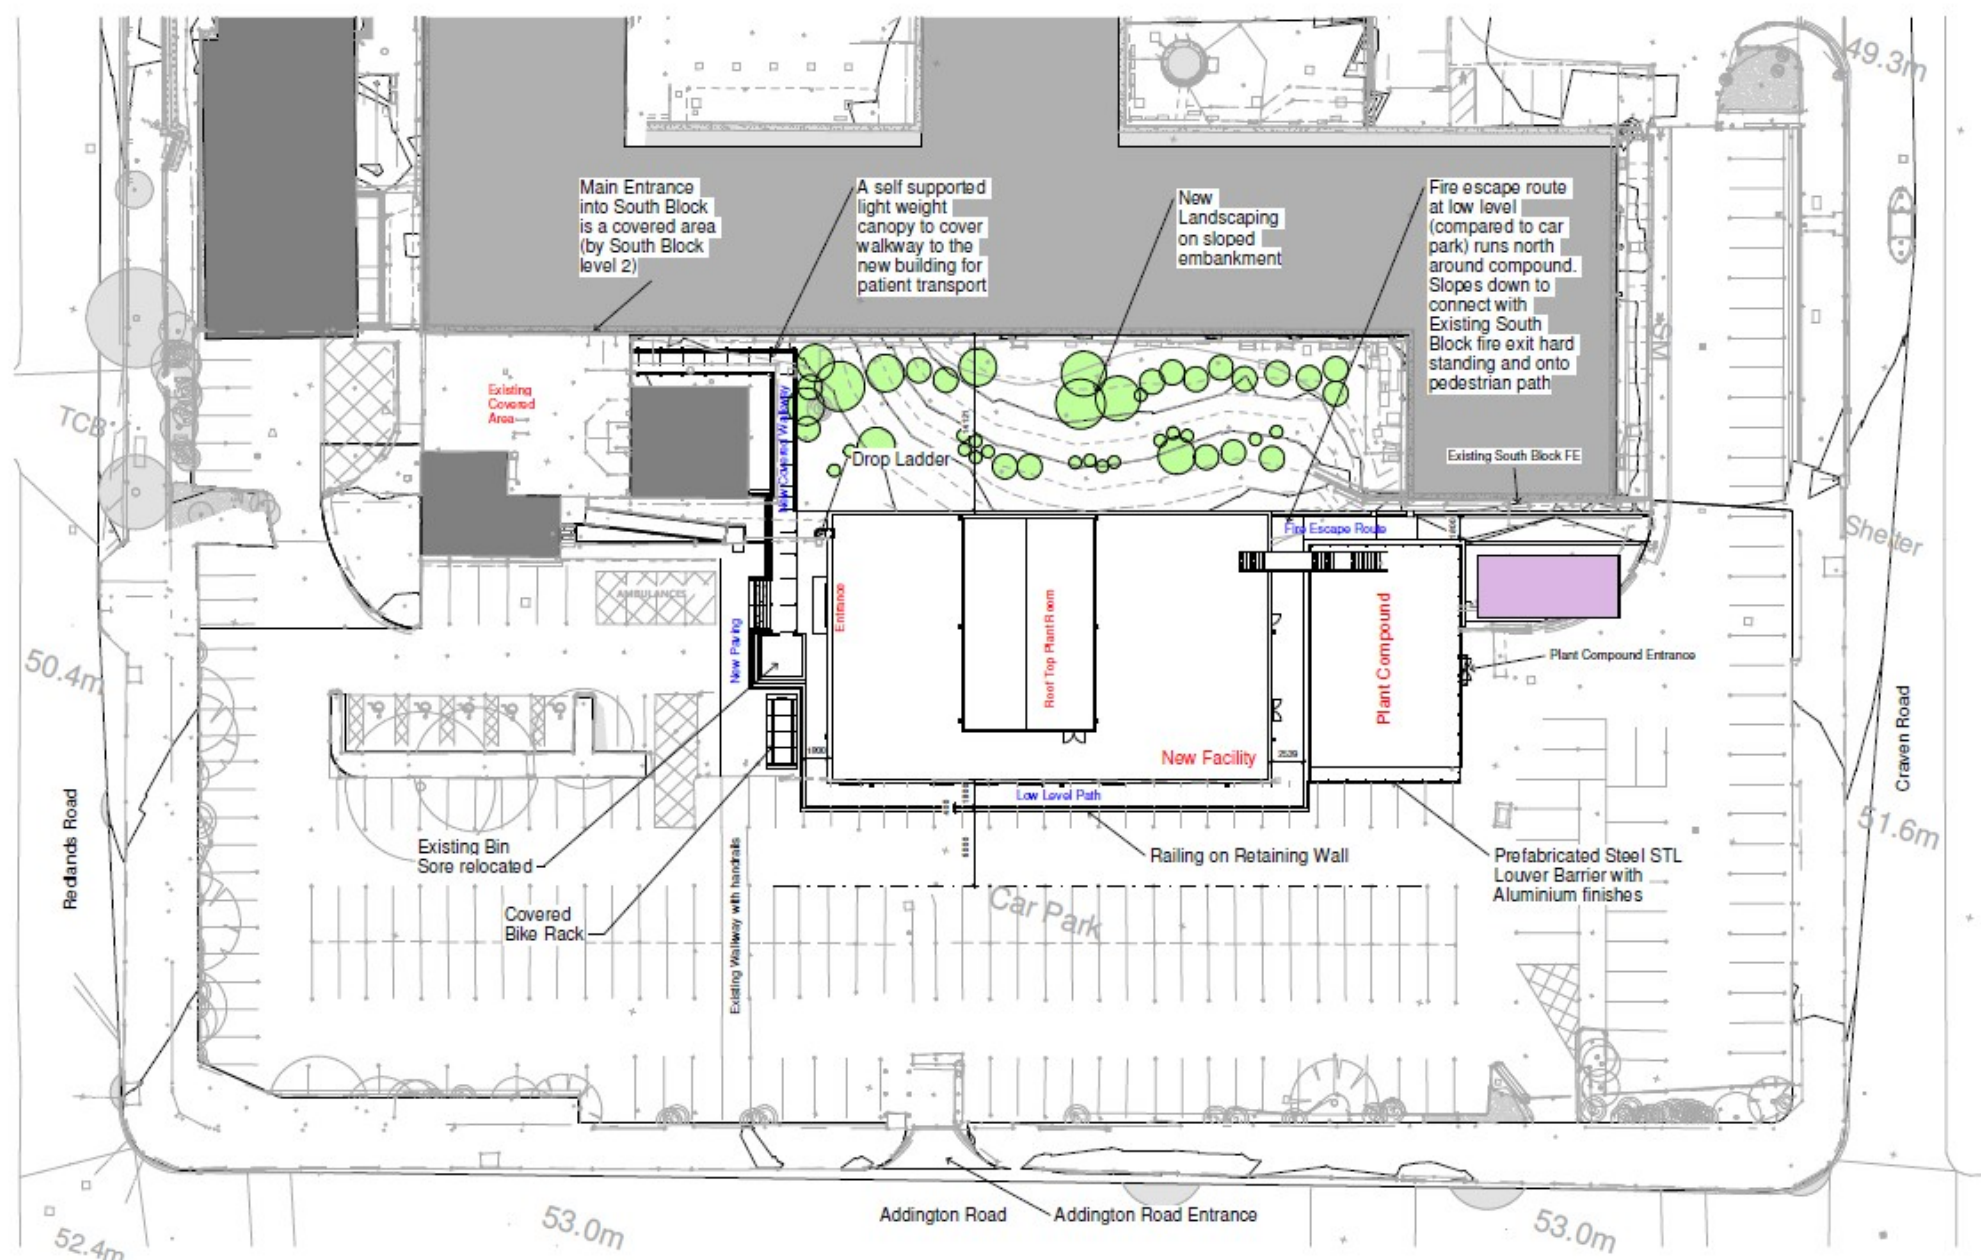 49.3m
Main Entrance
into South Block
is a covered area
(by South Block
level 2)
A self supported
light weight
canopy to cover
walkway to the
new building for
patient transport
New
Landscaping
on sloped
embankment
Fire escape route
at low level
(compared to car
park) runs north
around compound.
Slopes down to
connect with
Existing South
Block fire exit hard
standing and onto
pedestrian path
Existing
Covered
Area
TCB
New Covered Walkway
14121
Drop Ladder
Existing South Block FE
Fire Escape Route
1800
Shelter
AMBULANCES
Entrance
Roof Top Plant Room
Plant Compound
New Paving
Plant Compound Entrance
50.4m
Craven Road
New Facility
2539
Low Level Path
Redlands Road
6000
Existing Bin
Sore relocated
Railing on Retaining Wall
Prefabricated Steel STL
Louver Barrier with
Aluminium finishes
51.6m
Covered
Bike Rack
Existing Walkway with handrails
Car Park
Addington Road
Addington Road Entrance
53.0m
53.0m
52.4m